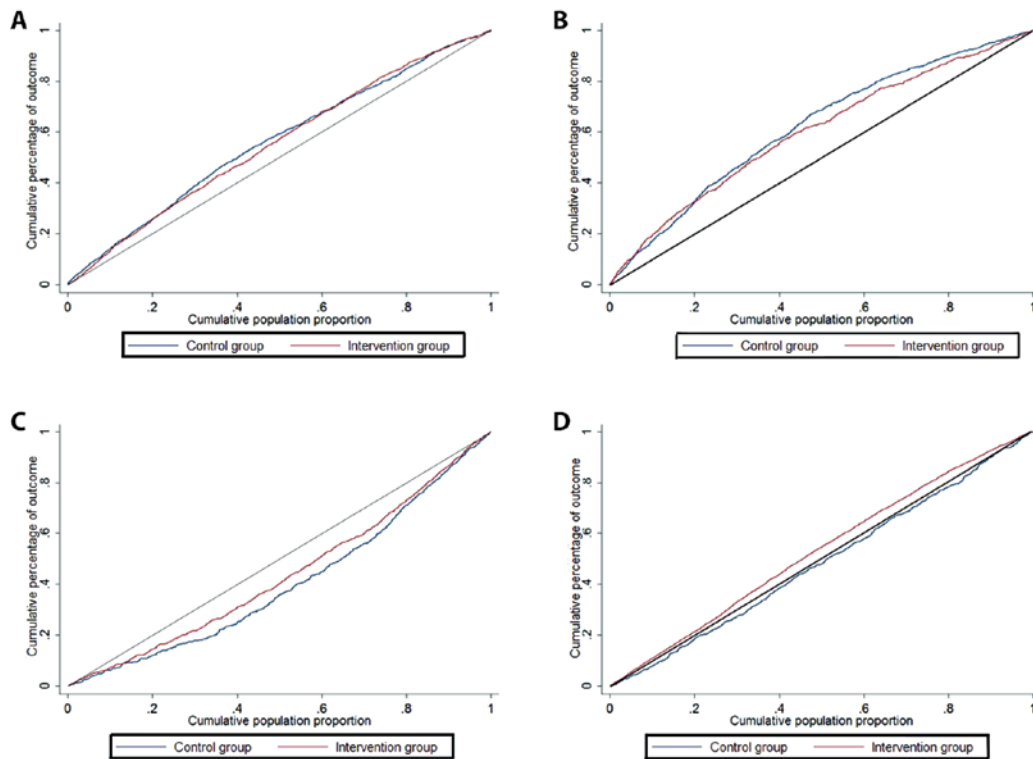 A
Cumulative percentage of outcome
1
.8
.6
.4
.2
0
0 .2 .4 .6 .8 1
Cumulative population proportion
Control group Intervention group
B
Cumulative percentage of outcome
1
.8
.6
.4
.2
0
0 .2 .4 .6 .8 1
Cumulative population proportion
Control group Intervention group
C
Cumulative percentage of outcome
1
.8
.6
.4
.2
0
0 .2 .4 .6 .8 1
Cumulative population proportion
Control group Intervention group
D
Cumulative percentage of outcome
1
.8
.6
.4
.2
0
0 .2 .4 .6 .8 1
Cumulative population proportion
Control group Intervention group